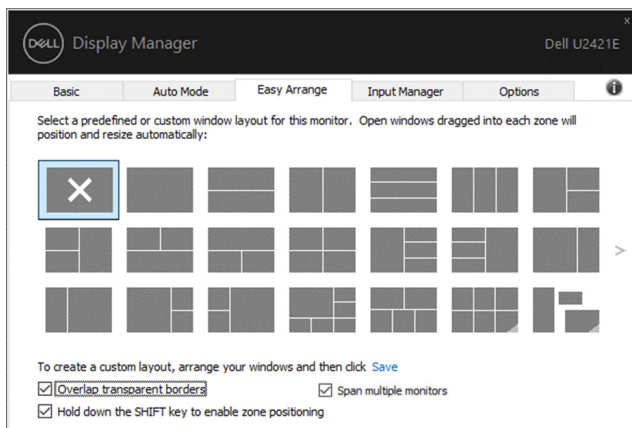 x
DELL Display Manager Dell U2421E
Basic Auto Mode Easy Arrange Input Manager Options i
Select a predefined or custom window layout for this monitor. Open windows dragged into each zone will
position and resize automatically:
>
To create a custom layout, arrange your windows and then click Save
Overlap transparent borders Span multiple monitors
Hold down the SHIFT key to enable zone positioning